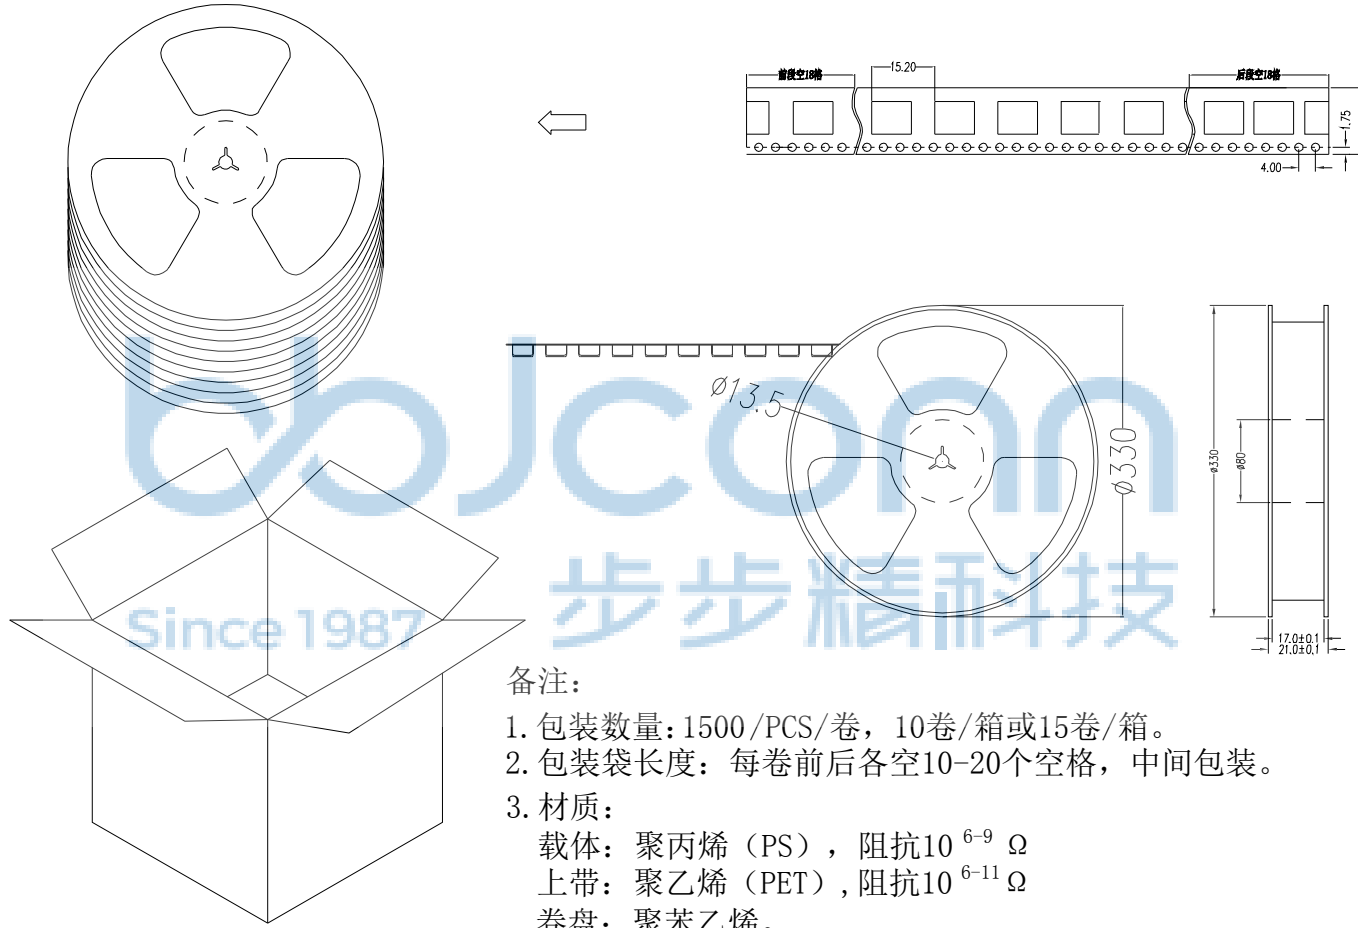 前段空18格
15.20
后段空18格
1.75
4.00
bbjconn
步步精科技
Since 1987
ø13.5
ø330
ø330
ø80
17.0±0.1
21.0±0.1
备注：
1.包装数量：1500/PCS/卷，10卷/箱或15卷/箱。
2.包装袋长度：每卷前后各空10-20个空格，中间包装。
3.材质：
载体：聚丙烯（PS），阻抗10 6-9 Ω
上带：聚乙烯（PET）,阻抗10 6-11 Ω
卷盘：聚苯乙烯。